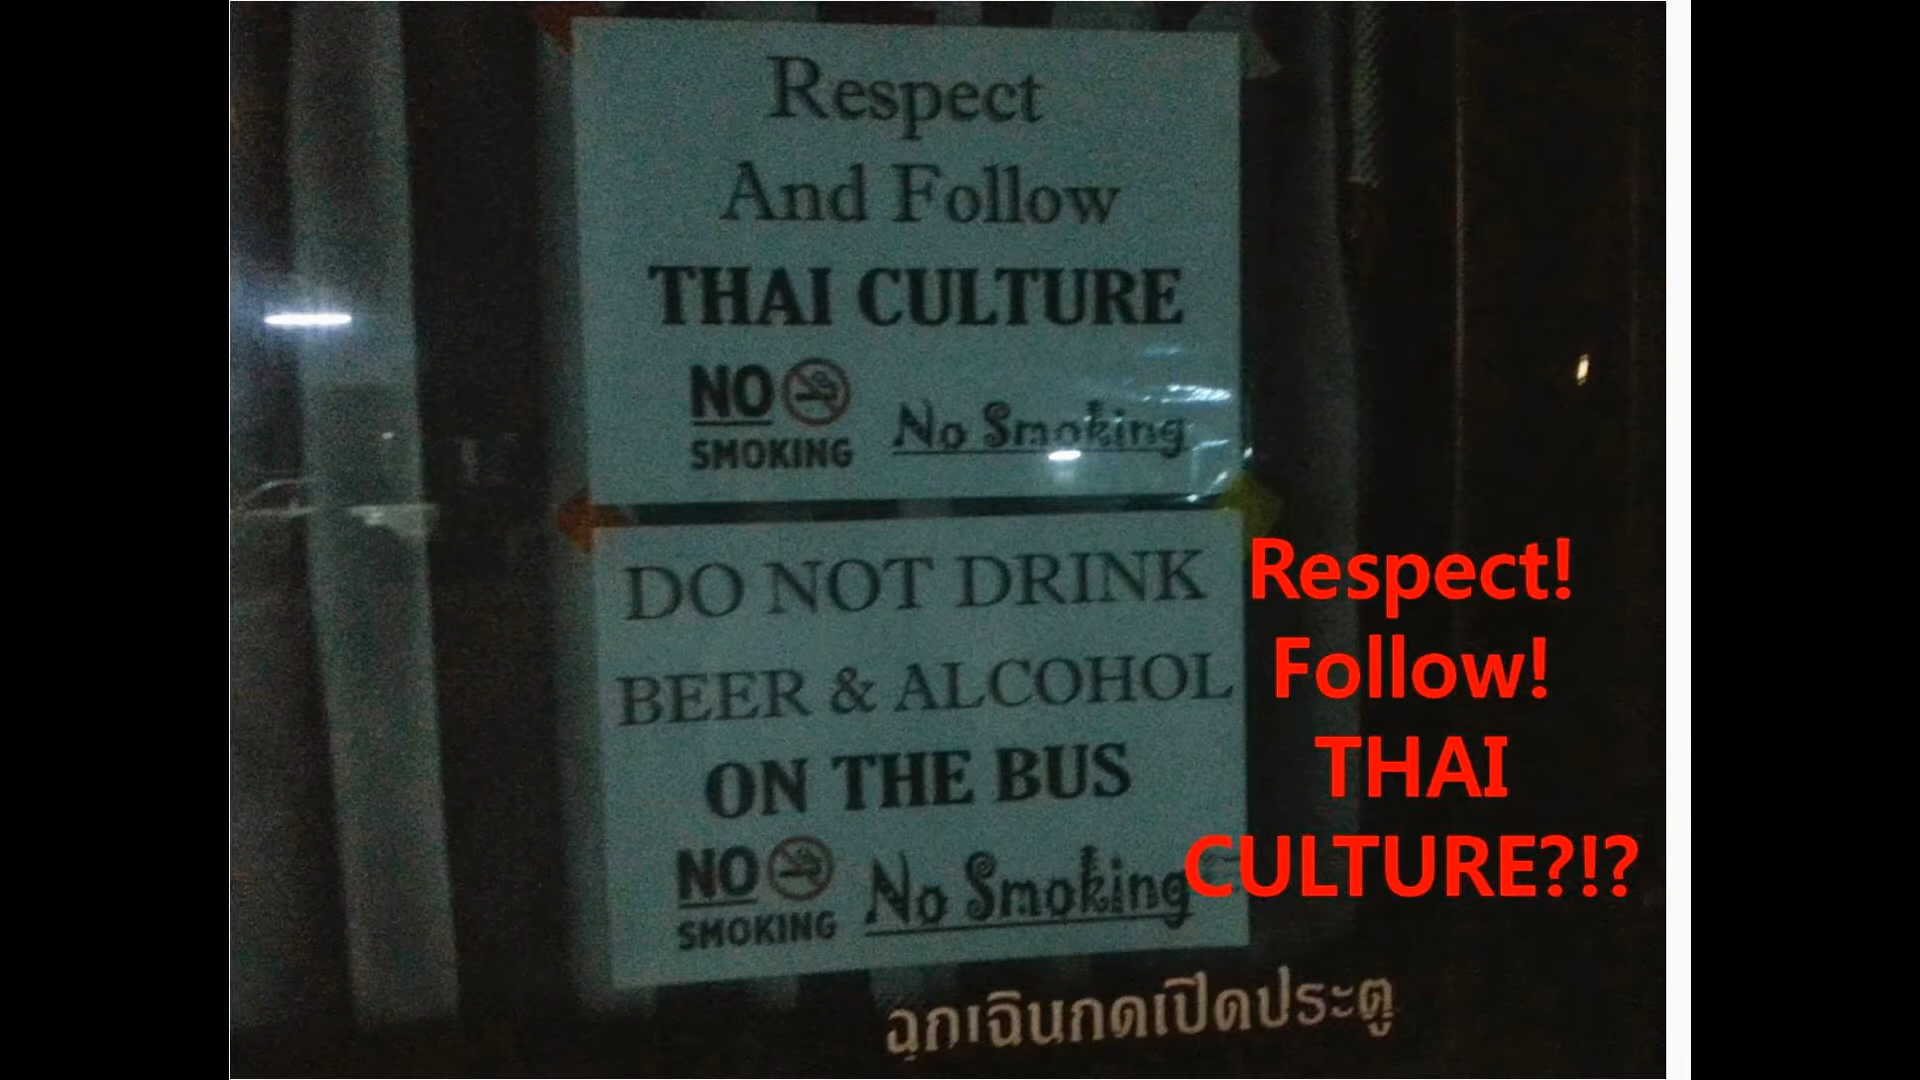 Respect
And Follow
THAI CULTURE
NO
SMOKING
No Smoking
DO NOT DRINK
BEER & ALCOHOL
ON THE BUS
NO
SMOKING
No Smoking
ฉุกเฉินกดเปิดประตู
Respect!
Follow!
THAI
CULTURE?!?